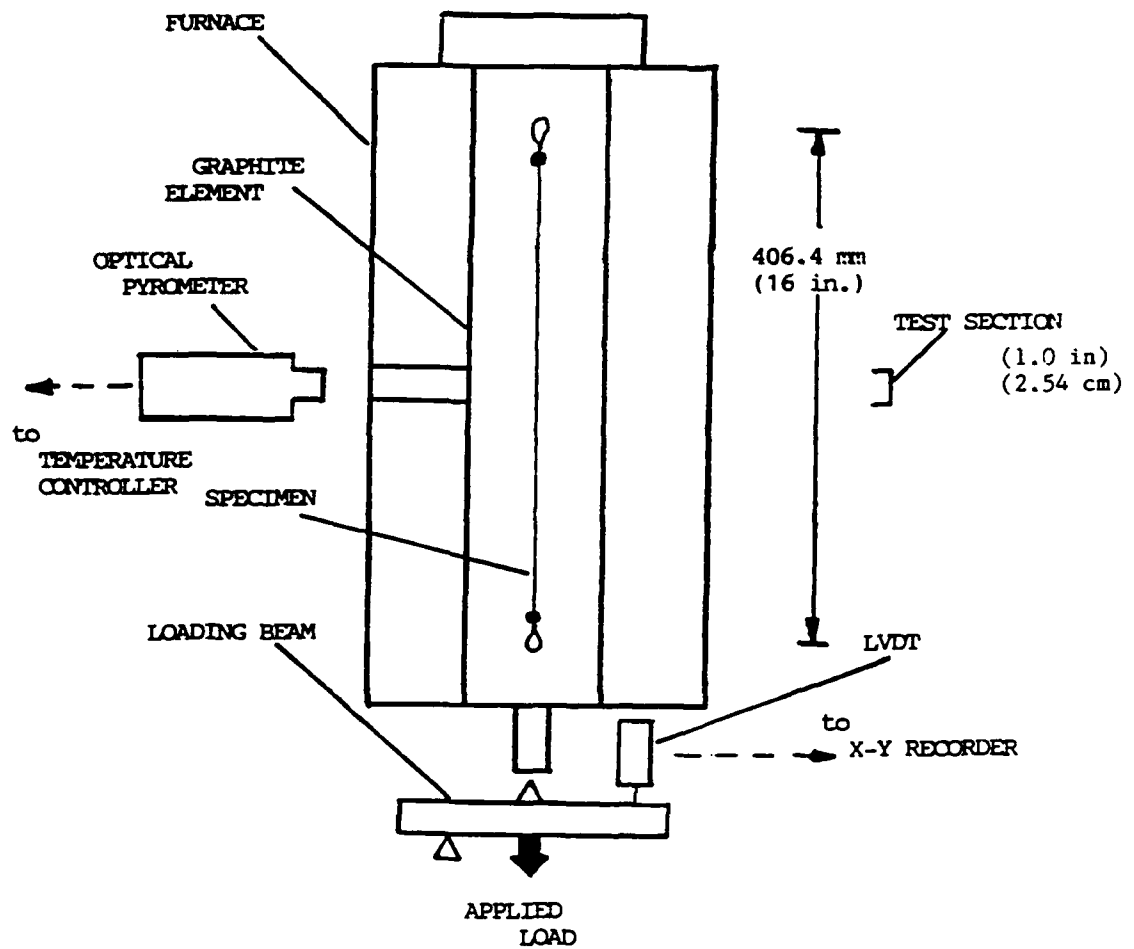 FURNACE
GRAPHITE
ELEMENT
OPTICAL
PYROMETER
406.4 mm
(16 in.)
TEST SECTION
(1.0 in)
(2.54 cm)
to
TEMPERATURE
CONTROLLER
SPECIMEN
LOADING BEAM
LVDT
to
X-Y RECORDER
APPLIED
LOAD